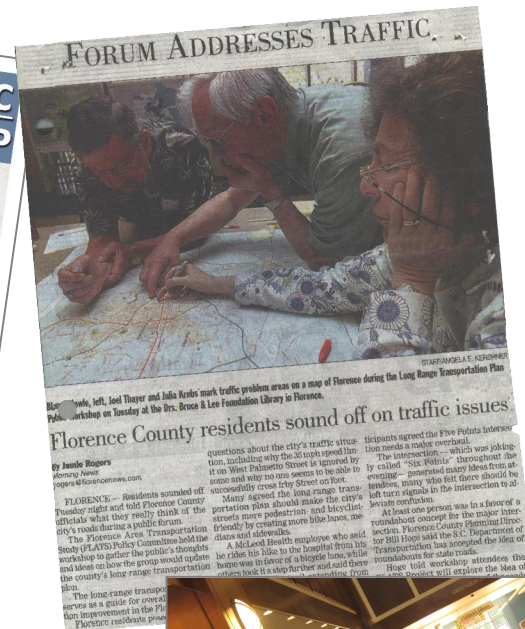 C
P
FORUM ADDRESSES TRAFFIC
STAFF/ANGELA E. KERSHNER
left, Joel Thayer and Julia Krebs mark traffic problem areas on a map of Florence during the Long Range Transportation Plan
Workshop on Tuesday at the Drs. Bruce & Lee Foundation Library in Florence.
Florence County residents sound off on traffic issues
By Jamie Rogers
Morning News
rogers@florencenews.com
FLORENCE — Residents sounded off
Tuesday night and told Florence County
officials what they really think of the
city's roads during a public forum.
The Florence Area Transportation
Study (FLATS) Policy Committee held the
workshop to gather the public's thoughts
and ideas on how the group would update
the county's long-range transportation
plan.
The long-range transpor
serves as a guide for overal
tion improvement in the Flo
Florence residents pose
questions about the city's traffic situa-
tion, including why the 35 mph speed lim-
it on West Palmetto Street is ignored by
some and why no one seems to be able to
successfully cross Irby Street on foot.
Many agreed the long-range trans-
portation plan should make the city's
streets more pedestrian- and bicyclist-
friendly by creating more bike lanes, me-
dians and sidewalks.
A McLeod Health employee who said
he rides his bike to the hospital from his
home was in favor of a bicycle lane, while
others took it a step further and said there
extending from
ticipants agreed the Five Points intersec-
tion needs a major overhaul.
The intersection — which was joking-
ly called "Six Points" throughout the
evening — generated many ideas from at-
tendees, many who felt there should be
left turn signals in the intersection to al-
leviate confusion.
At least one person was in favor of a
roundabout concept for the major inter-
section. Florence County Planning Direc-
tor Bill Hoge said the S.C. Department of
Transportation has accepted the idea of
roundabouts for state roads.
Hoge told workshop attendees the
Project will explore the idea of